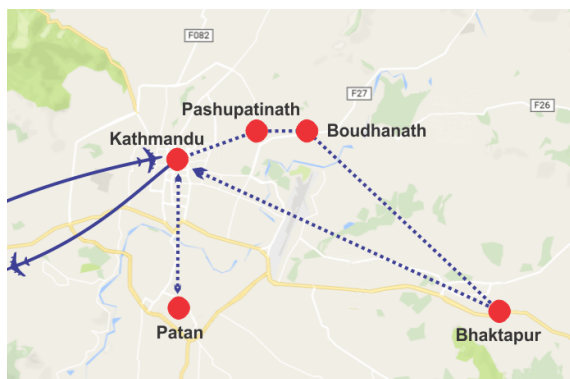 F082
F27
F26
Pashupatinath
Boudhanath
Kathmandu
Patan
Bhaktapur